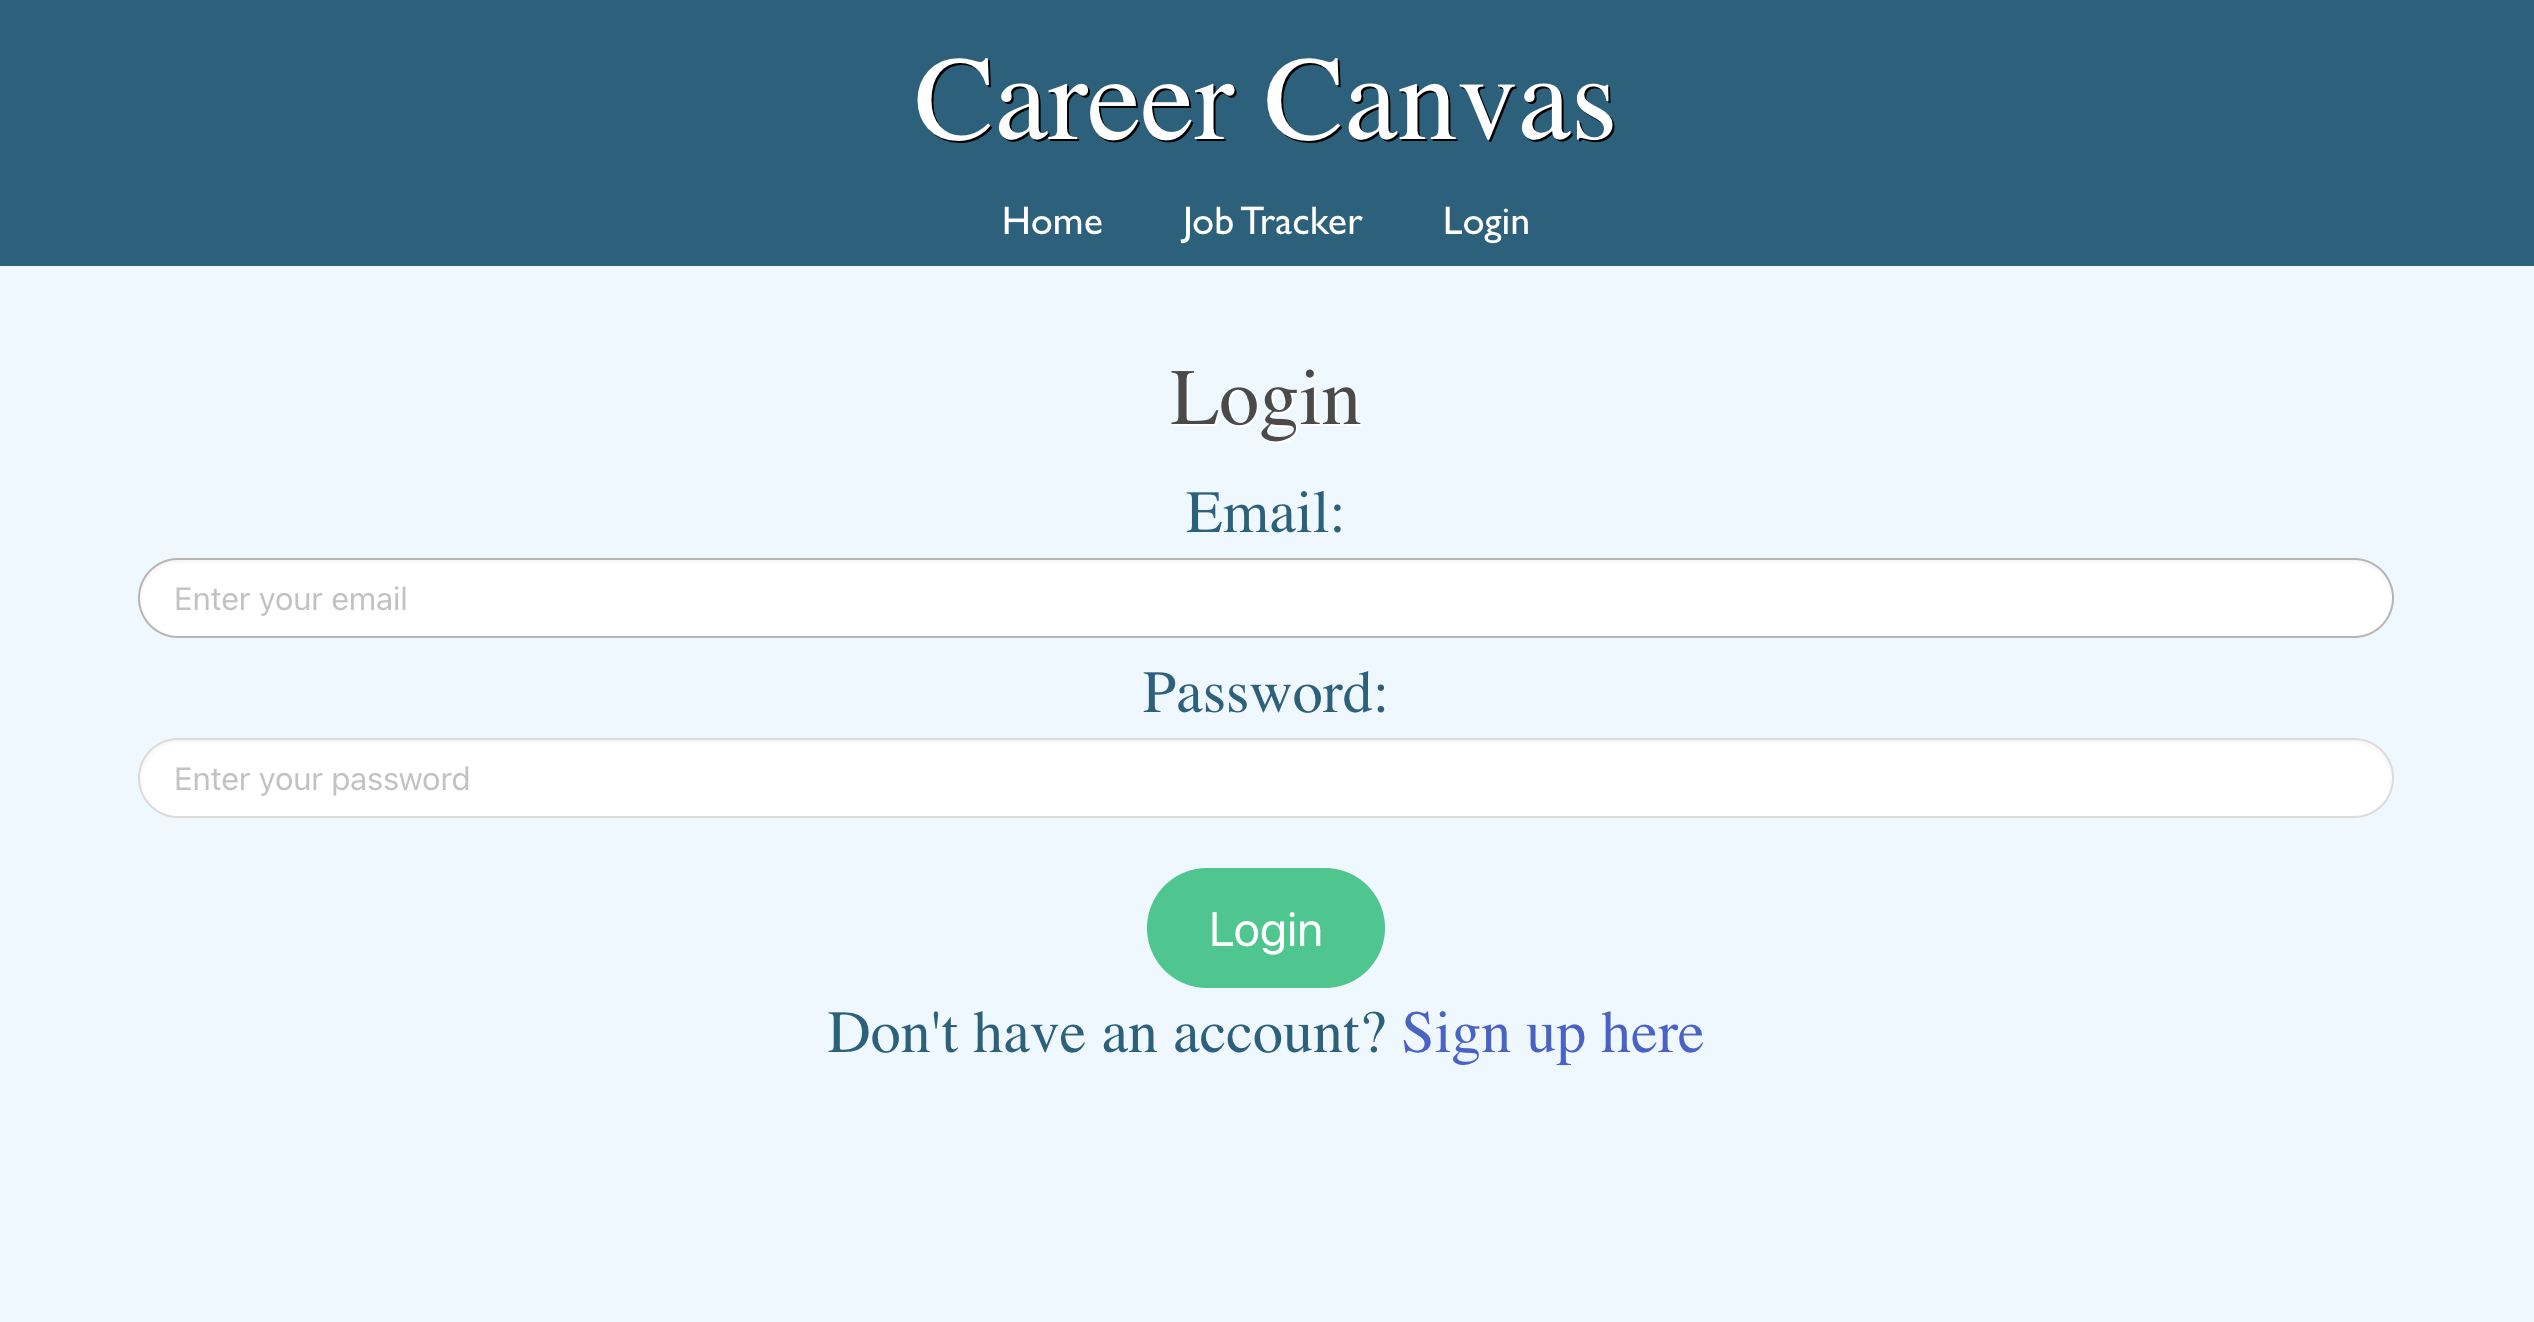 Career Canvas
Home Job Tracker Login
Login
Email:
Enter your email
Password:
Enter your password
Login
Don't have an account? Sign up here